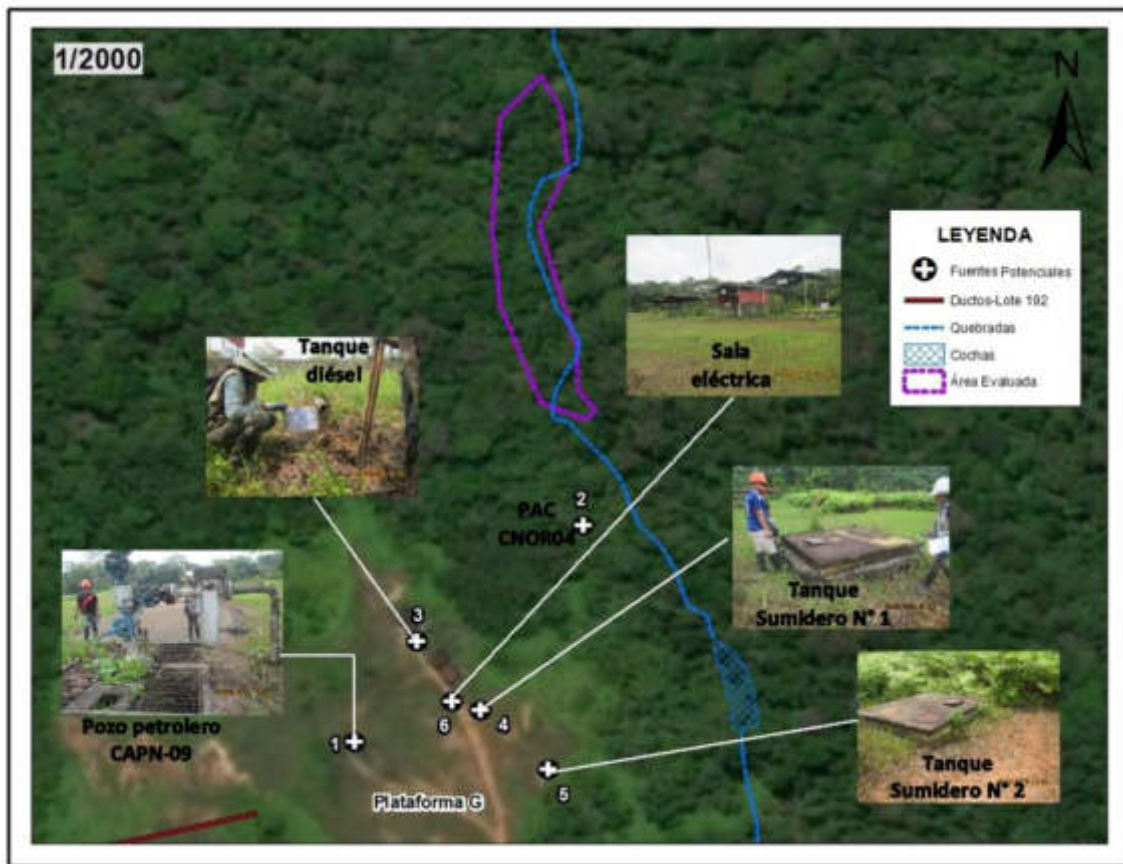 1/2000
N
LEYENDA
Fuentes Potenciales
Ductos-Lote 192
Quebradas
Cochas
Área Evaluada
Tanque
diésel
Sala
eléctrica
PAC
CNOR04
2
Tanque
Sumidero N° 1
3
Pozo petrolero
CAPN-09
6
4
1
5
Plataforma G
Tanque
Sumidero N° 2